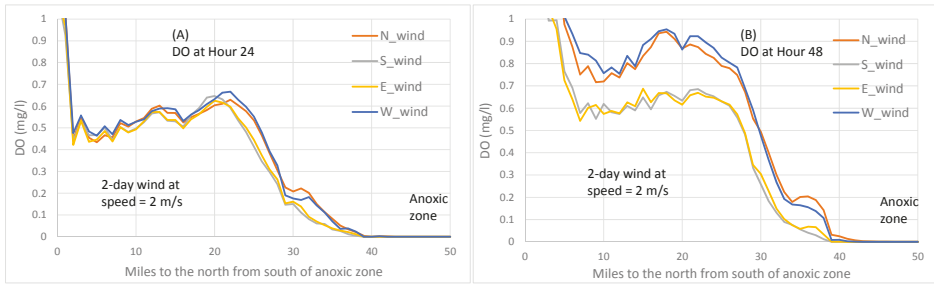 (A)
DO at Hour 24
N_wind
S_wind
E_wind
W_wind
DO (mg/l)
1
0.9
0.8
0.7
0.6
0.5
0.4
0.3
0.2
0.1
0
2-day wind at
speed = 2 m/s
Anoxic
zone
0 10 20 30 40 50
Miles to the north from south of anoxic zone
(B)
DO at Hour 48
N_wind
S_wind
E_wind
W_wind
DO (mg/l)
1
0.9
0.8
0.7
0.6
0.5
0.4
0.3
0.2
0.1
0
2-day wind at
speed = 2 m/s
Anoxic
zone
0 10 20 30 40 50
Miles to the north from south of anoxic zone